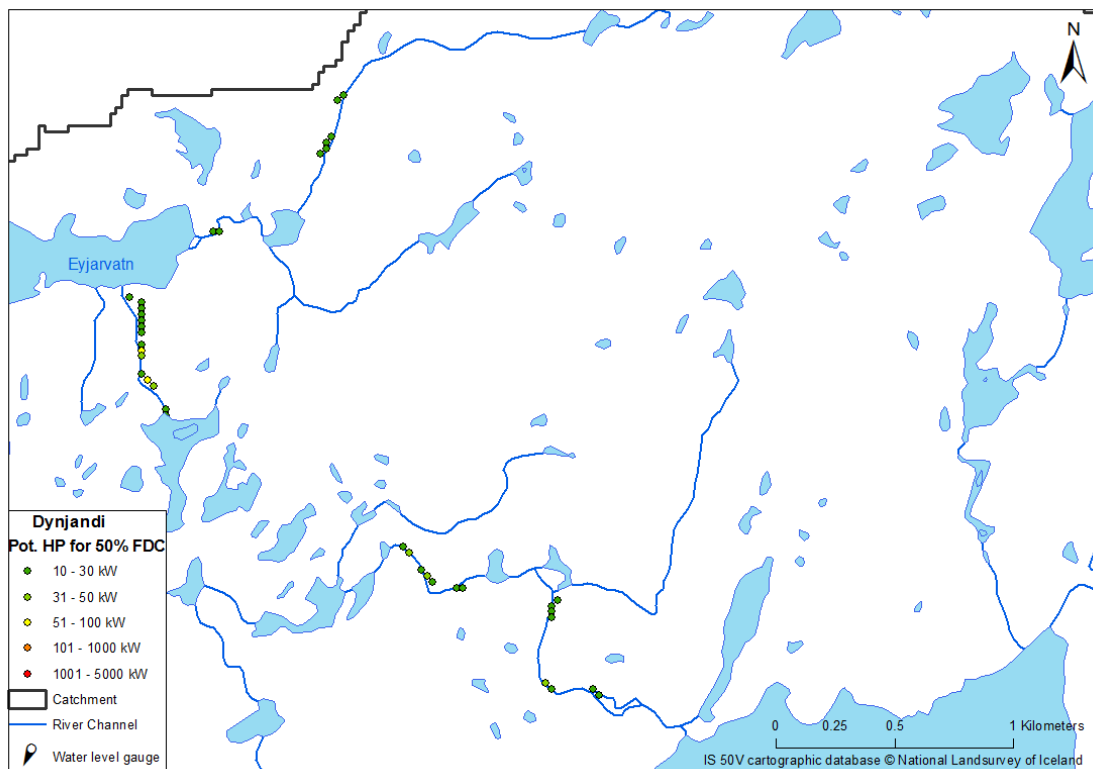 N
Eyjarvatn
Dynjandi
Pot. HP for 50% FDC
10 - 30 kW
31 - 50 kW
51 - 100 kW
101 - 1000 kW
1001 - 5000 kW
Catchment
River Channel
Water level gauge
0 0.25 0.5 1 Kilometers
IS 50V cartographic database © National Landsurvey of Iceland